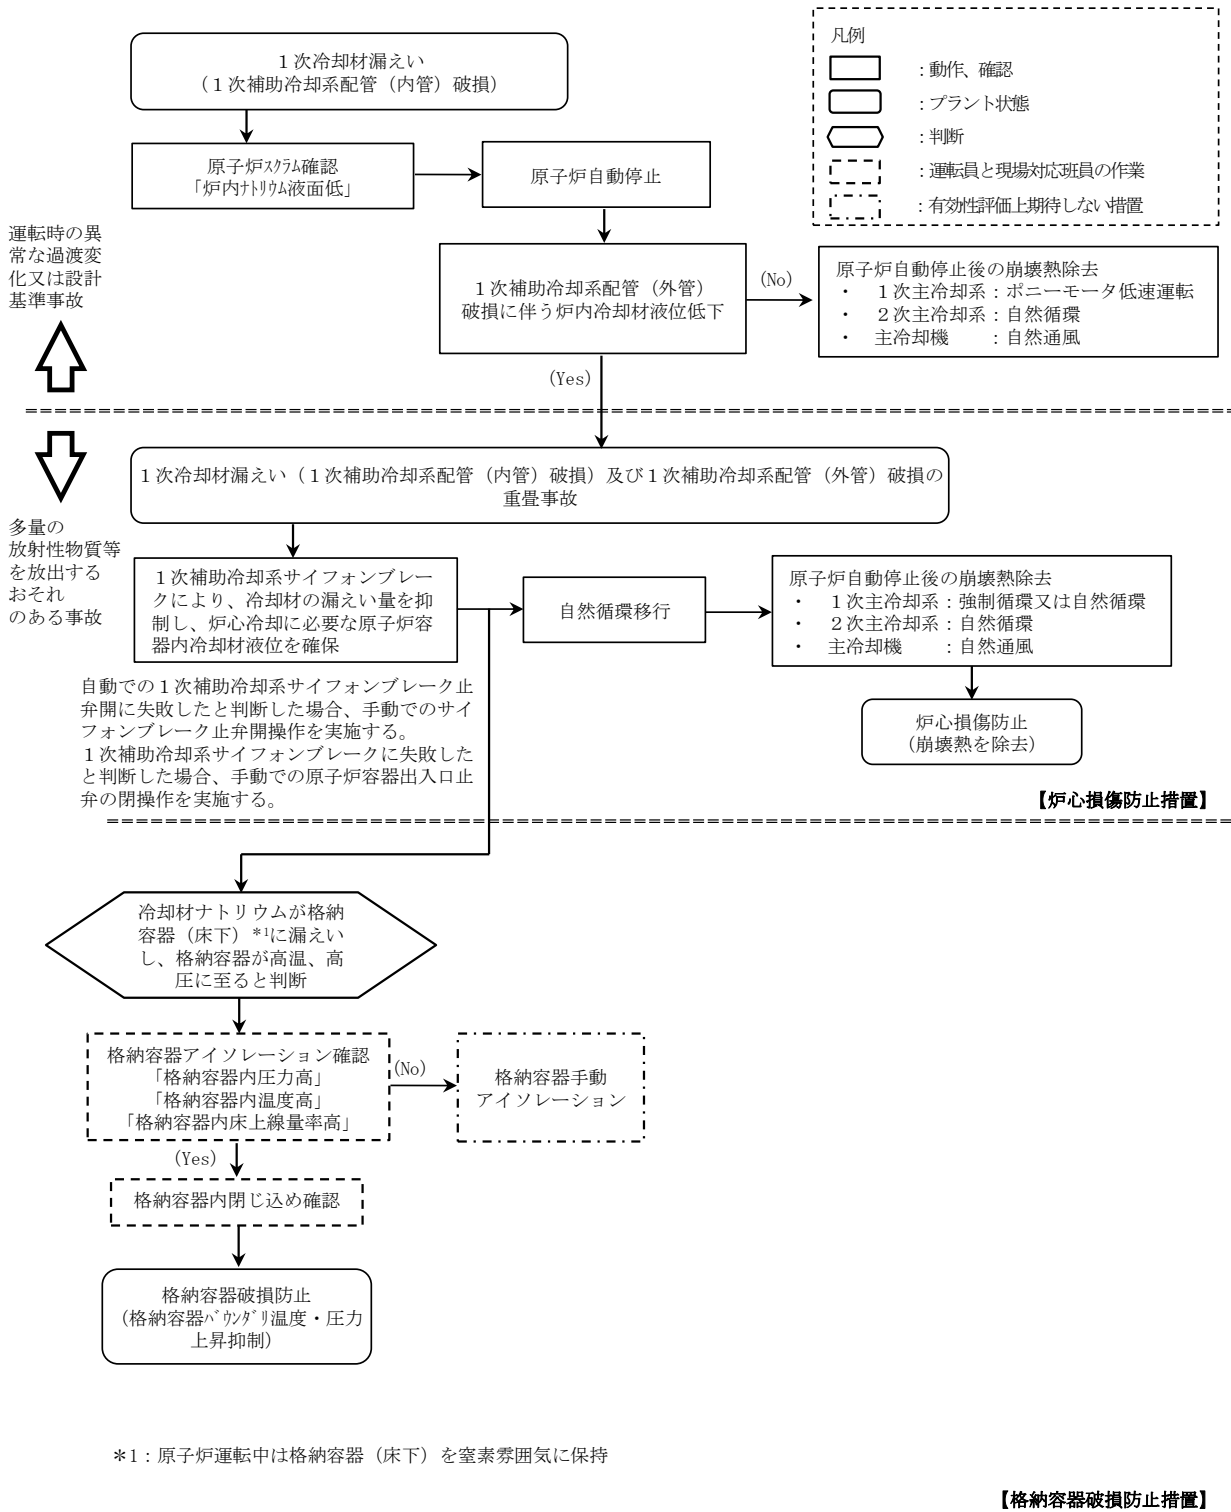 凡例
：動作、確認
：プラント状態
：判断
：運転員と現場対応班員の作業
：有効性評価上期待しない措置
１次冷却材漏えい
（１次補助冷却系配管（内管）破損）
原子炉ｽｸﾗﾑ確認
「炉内ﾅﾄﾘｳﾑ液面低」
原子炉自動停止
運転時の異
常な過渡変
化又は設計
基準事故
１次補助冷却系配管（外管）
破損に伴う炉内冷却材液位低下
(No)
原子炉自動停止後の崩壊熱除去
・　１次主冷却系：ポニーモータ低速運転
・　２次主冷却系：自然循環
・　主冷却機　　：自然通風
(Yes)
多量の
放射性物質等
を放出する
おそれ
のある事故
１次冷却材漏えい（１次補助冷却系配管（内管）破損）及び１次補助冷却系配管（外管）破損の
重畳事故
１次補助冷却系サイフォンブレー
クにより、冷却材の漏えい量を抑
制し、炉心冷却に必要な原子炉容
器内冷却材液位を確保
自然循環移行
原子炉自動停止後の崩壊熱除去
・　１次主冷却系：強制循環又は自然循環
・　２次主冷却系：自然循環
・　主冷却機　　：自然通風
自動での１次補助冷却系サイフォンブレーク止
弁開に失敗したと判断した場合、手動でのサイ
フォンブレーク止弁開操作を実施する。
１次補助冷却系サイフォンブレークに失敗した
と判断した場合、手動での原子炉容器出入口止
弁の閉操作を実施する。
炉心損傷防止
（崩壊熱を除去）
【炉心損傷防止措置】
冷却材ナトリウムが格納
容器（床下）*1に漏えい
し、格納容器が高温、高
圧に至ると判断
格納容器アイソレーション確認
「格納容器内圧力高」
「格納容器内温度高」
「格納容器内床上線量率高」
(No)
格納容器手動
アイソレーション
(Yes)
格納容器内閉じ込め確認
格納容器破損防止
（格納容器ﾊﾞｳﾝﾀﾞﾘ温度・圧力
上昇抑制）
＊1：原子炉運転中は格納容器（床下）を窒素雰囲気に保持
【格納容器破損防止措置】